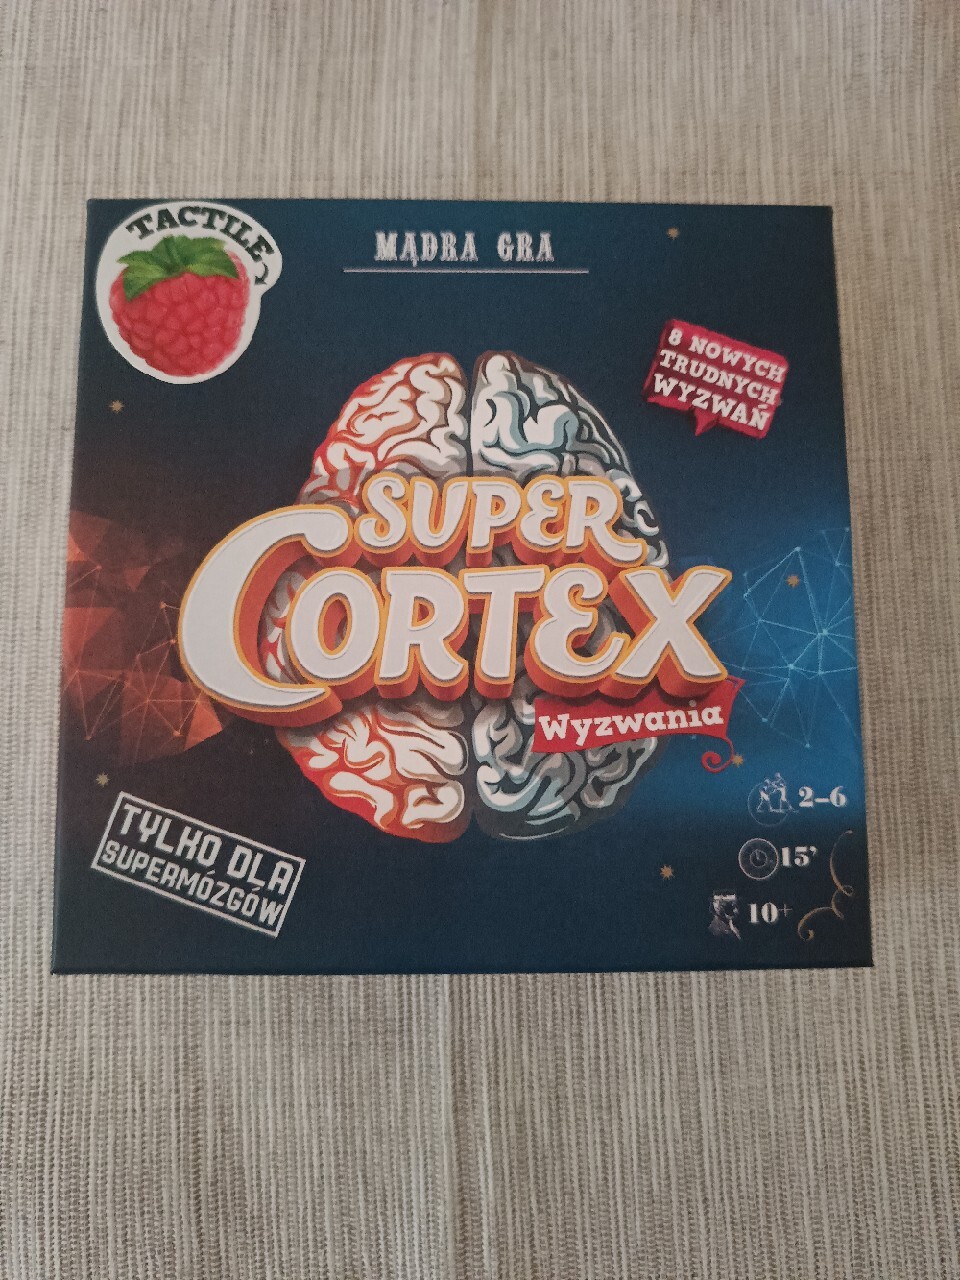 TACTILE
MĄDRA GRA
8 NOWYCH
TRUDNYCH
WYZWAŃ
SUPER
CORTEX
Wyzwania
TYLKO DLA
SUPERMÓZGÓW
2-6
15'
10+